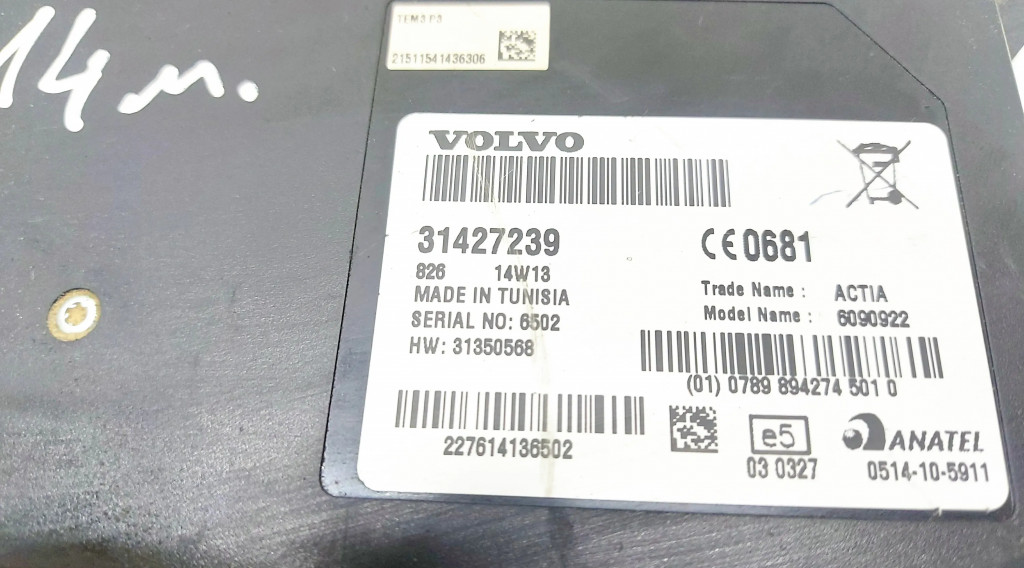 14 м.
TEM3 P3
21511541436306
VOLVO
31427239
CE0681
826 14W13
MADE IN TUNISIA
SERIAL NO: 6502
HW: 31350568
Trade Name : ACTIA
Model Name : 6090922
(01) 0789 894274 501 0
227614136502
e5
03 0327
ANATEL
0514-10-5911